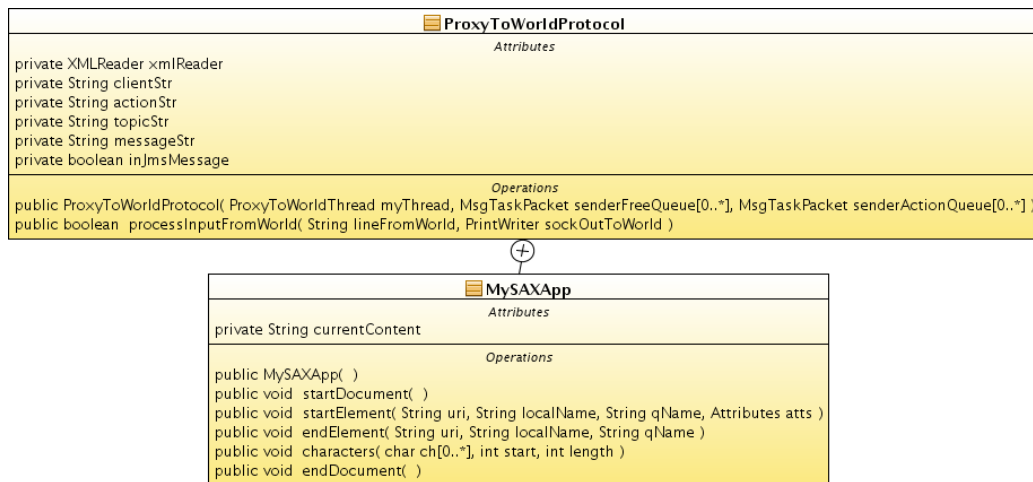 ProxyToWorldProtocol
Attributes
private XMLReader xmlReader
private String clientStr
private String actionStr
private String topicStr
private String messageStr
private boolean inJmsMessage
Operations
public ProxyToWorldProtocol( ProxyToWorldThread myThread, MsgTaskPacket senderFreeQueue[0..*], MsgTaskPacket senderActionQueue[0..*] )
public boolean processInputFromWorld( String lineFromWorld, PrintWriter sockOutToWorld )
MySAXApp
Attributes
private String currentContent
Operations
public MySAXApp( )
public void startDocument( )
public void startElement( String uri, String localName, String qName, Attributes atts )
public void endElement( String uri, String localName, String qName )
public void characters( char ch[0..*], int start, int length )
public void endDocument( )